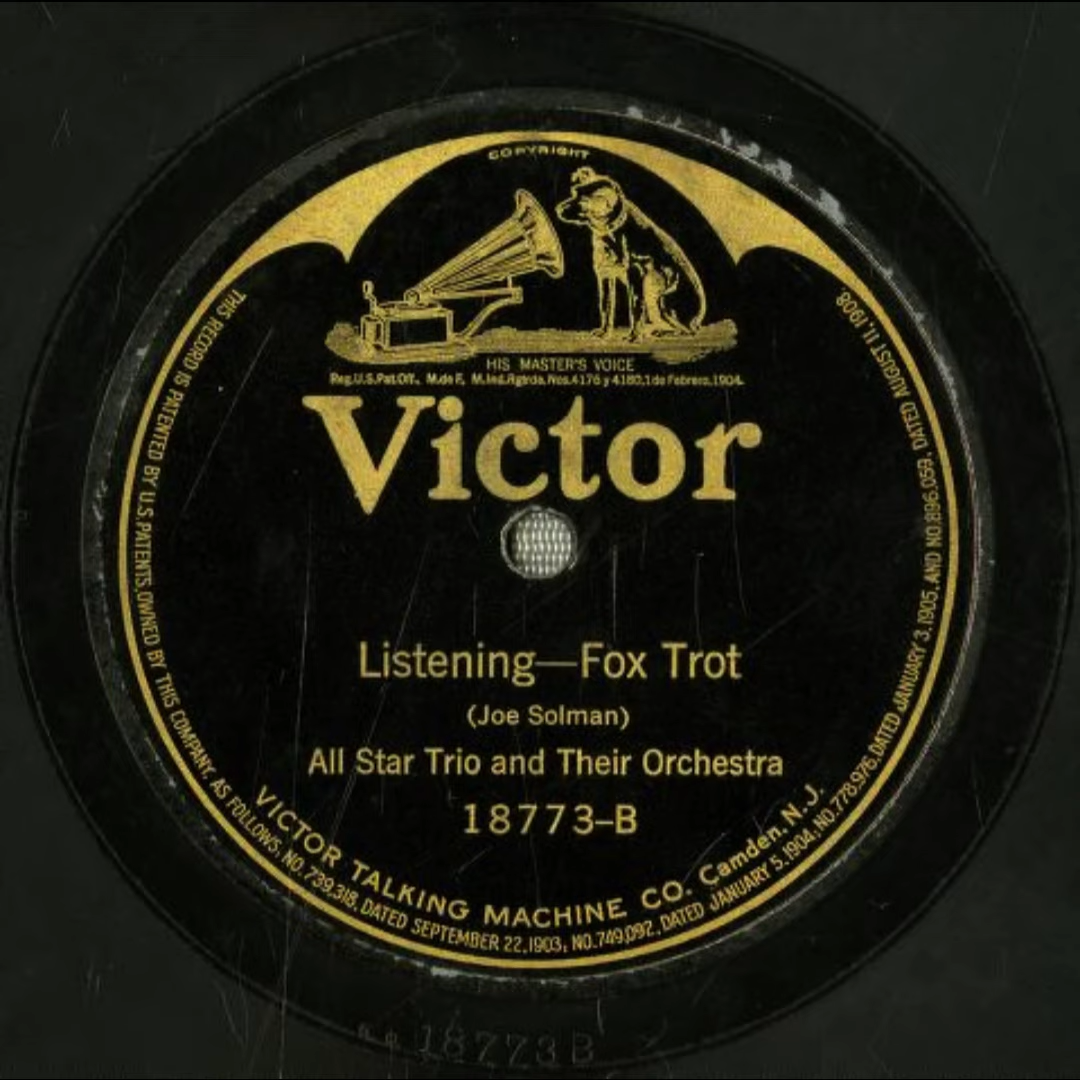 COPYRIGHT
HIS MASTER'S VOICE
Reg.U.S.Pat.Off., M.de F., M.Ind.Rgtrda.Nos.4176 y 4180,1 de Febrero,1904.
Victor
Listening—Fox Trot
(Joe Solman)
All Star Trio and Their Orchestra
18773-B
VICTOR TALKING MACHINE CO. Camden, N. J.
THIS RECORD IS PATENTED BY U.S. PATENTS, OWNED BY THIS COMPANY, AS FOLLOWS, NO. 739,318, DATED SEPTEMBER 22, 1903; NO. 749,092, DATED JANUARY 5, 1904; NO. 778,976, DATED JANUARY 3, 1905, AND NO. 896,059, DATED AUGUST 11, 1908.
18773B